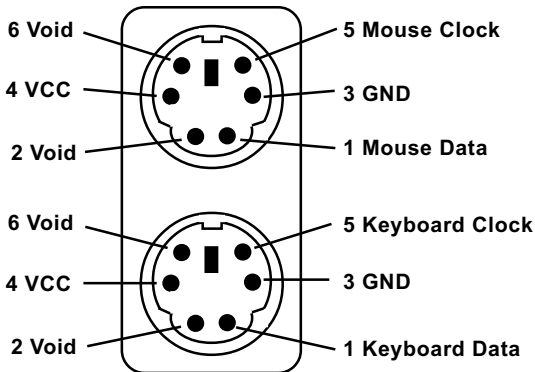 6 Void
5 Mouse Clock
4 VCC
3 GND
2 Void
1 Mouse Data
6 Void
5 Keyboard Clock
4 VCC
3 GND
2 Void
1 Keyboard Data